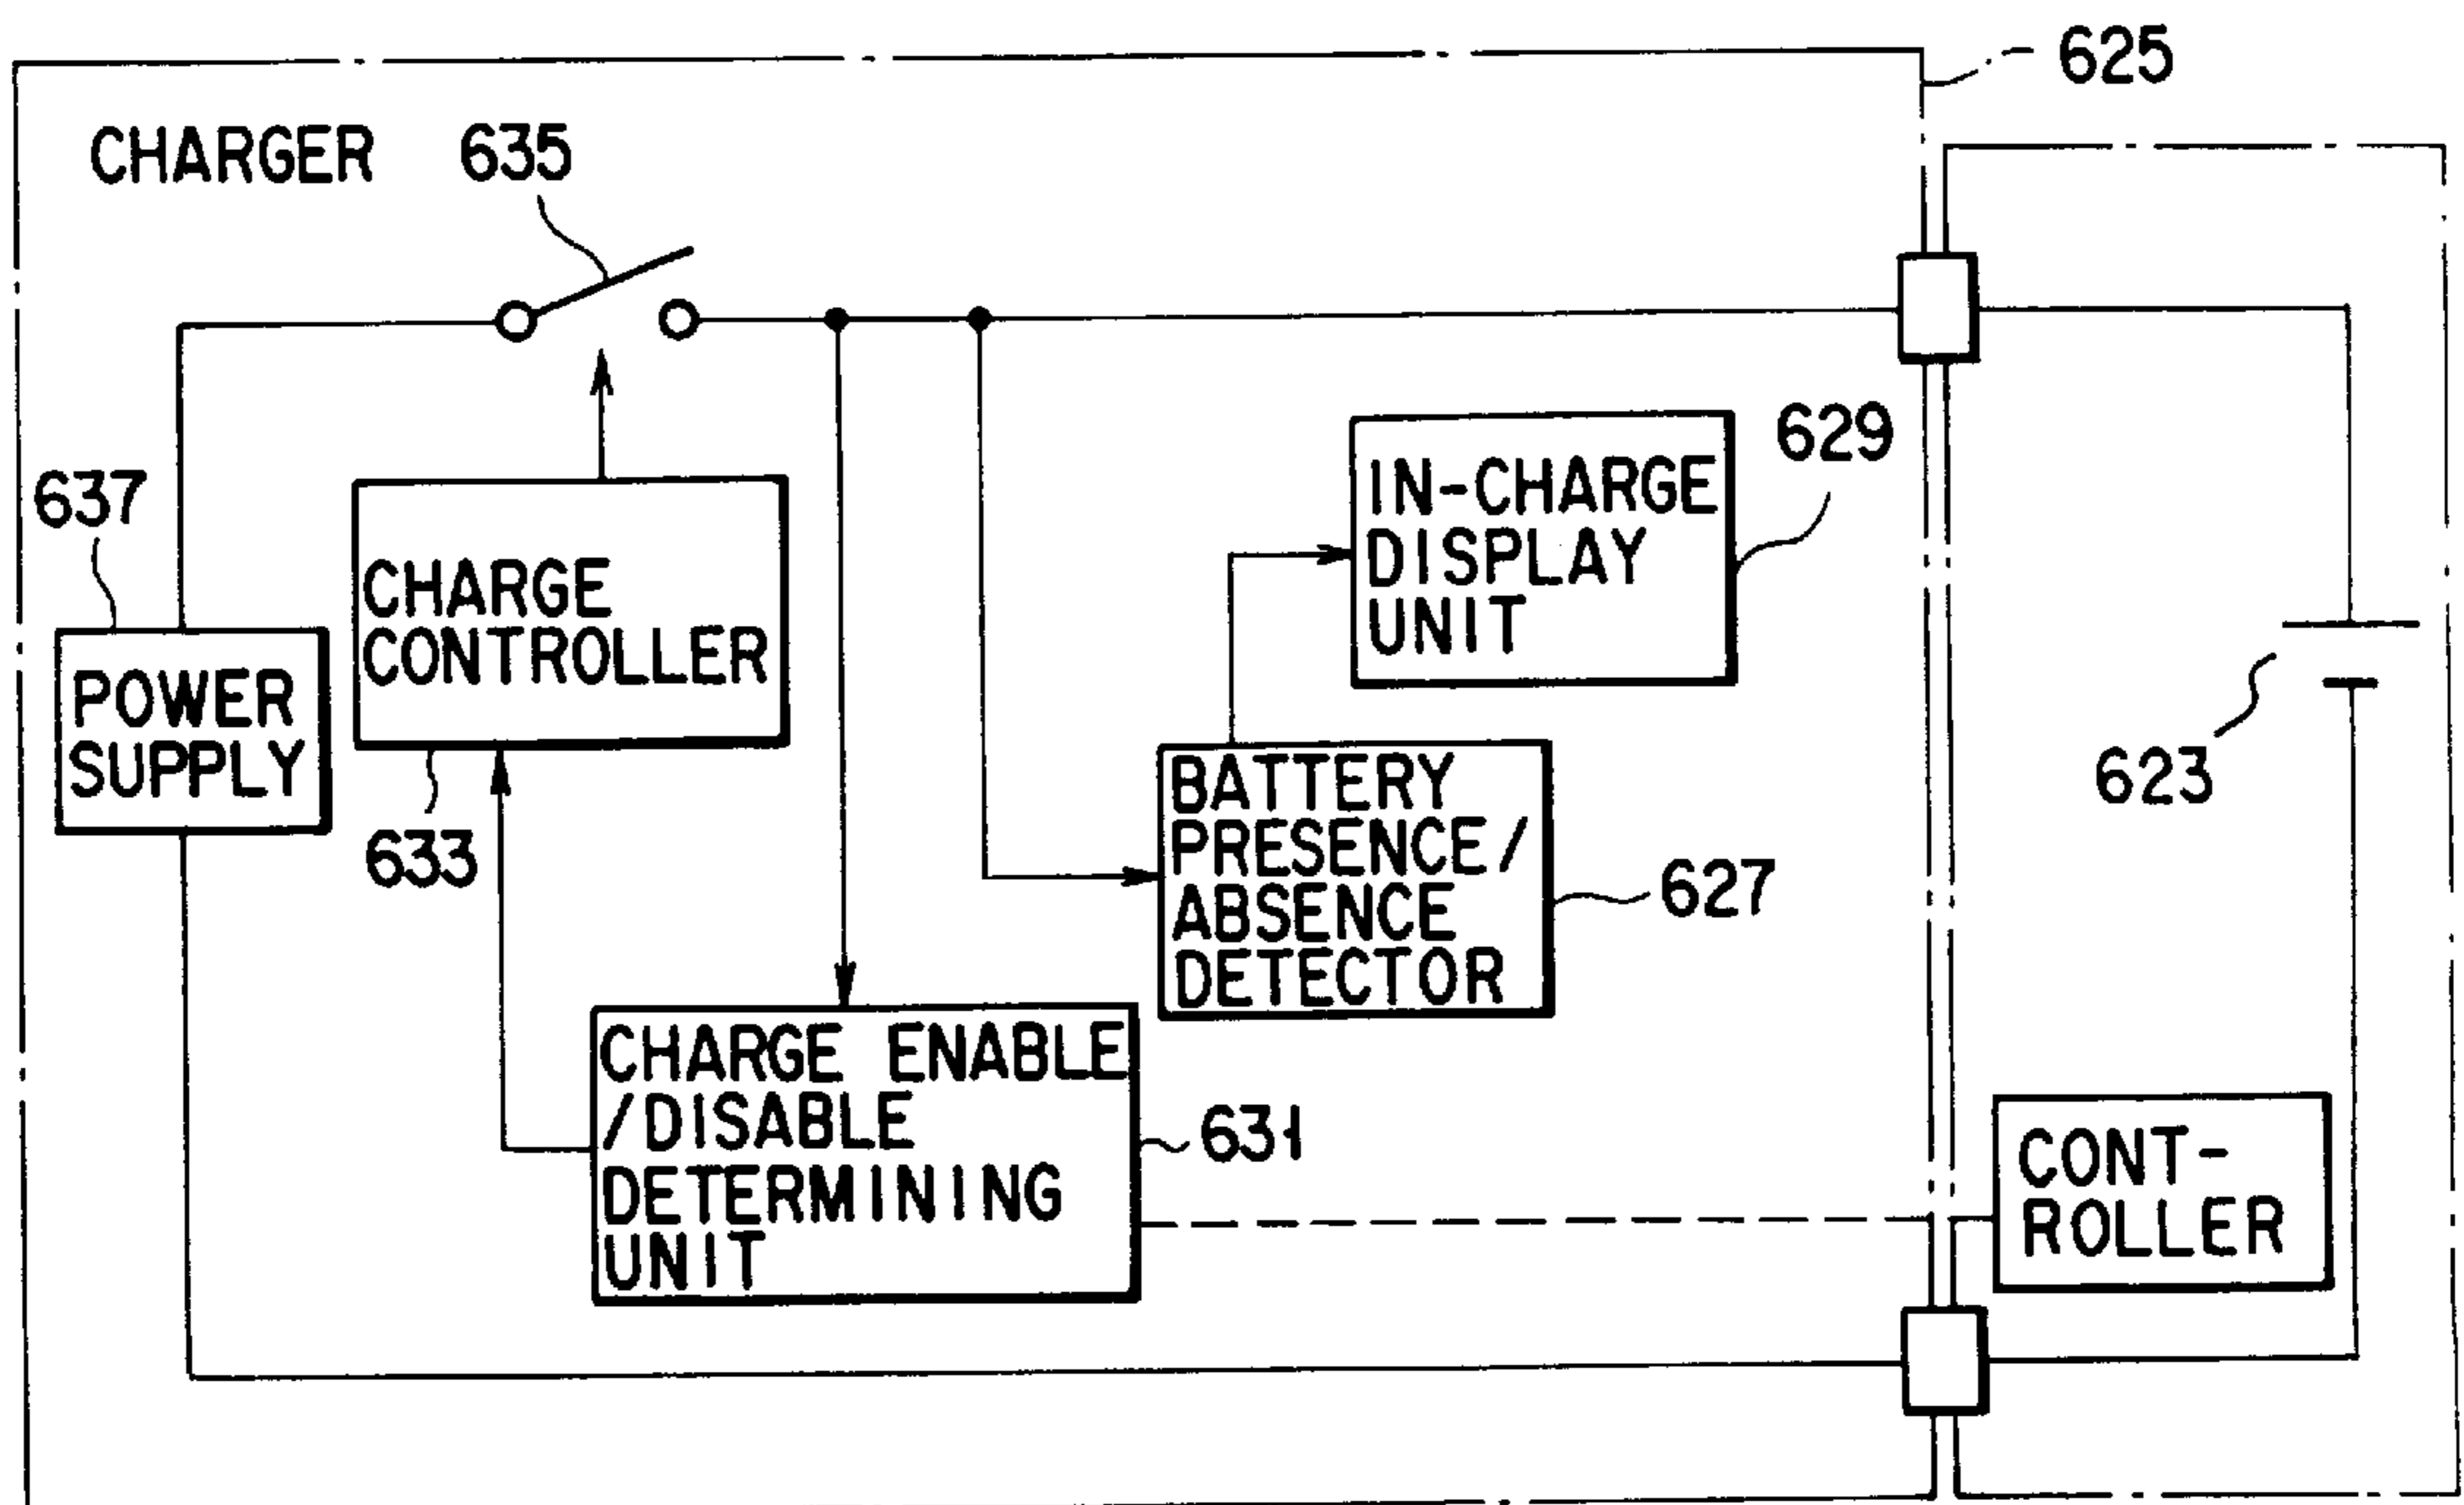 625
CHARGER
635
629
IN-CHARGE
DISPLAY
UNIT
637
CHARGE
CONTROLLER
POWER
SUPPLY
623
BATTERY
PRESENCE/
ABSENCE
DETECTOR
633
627
CHARGE ENABLE
/DISABLE
DETERMINING
UNIT
631
CONT-
ROLLER